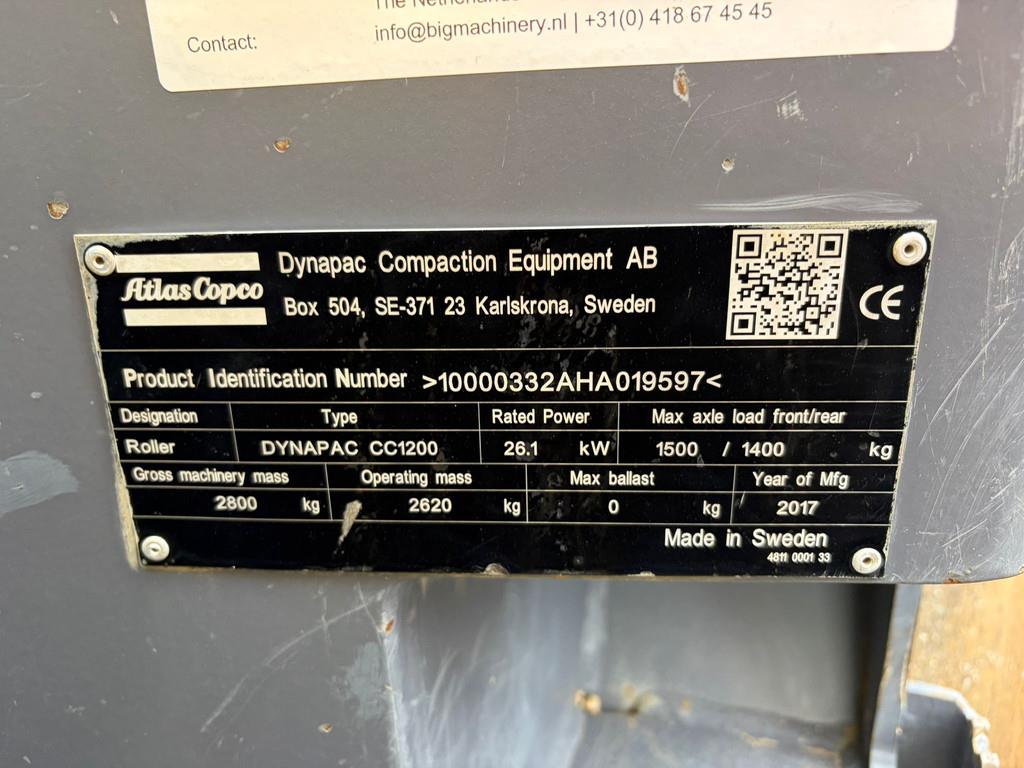 The Netherlands
Contact: info@bigmachinery.nl | +31(0) 418 67 45 45
Atlas Copco
Dynapac Compaction Equipment AB
Box 504, SE-371 23 Karlskrona, Sweden
CE
Product Identification Number >10000332AHA019597<
Designation Type Rated Power Max axle load front/rear
Roller DYNAPAC CC1200 26.1 kW 1500 / 1400 kg
Gross machinery mass Operating mass Max ballast Year of Mfg
2800 kg 2620 kg 0 kg 2017
Made in Sweden
4811 0001 33